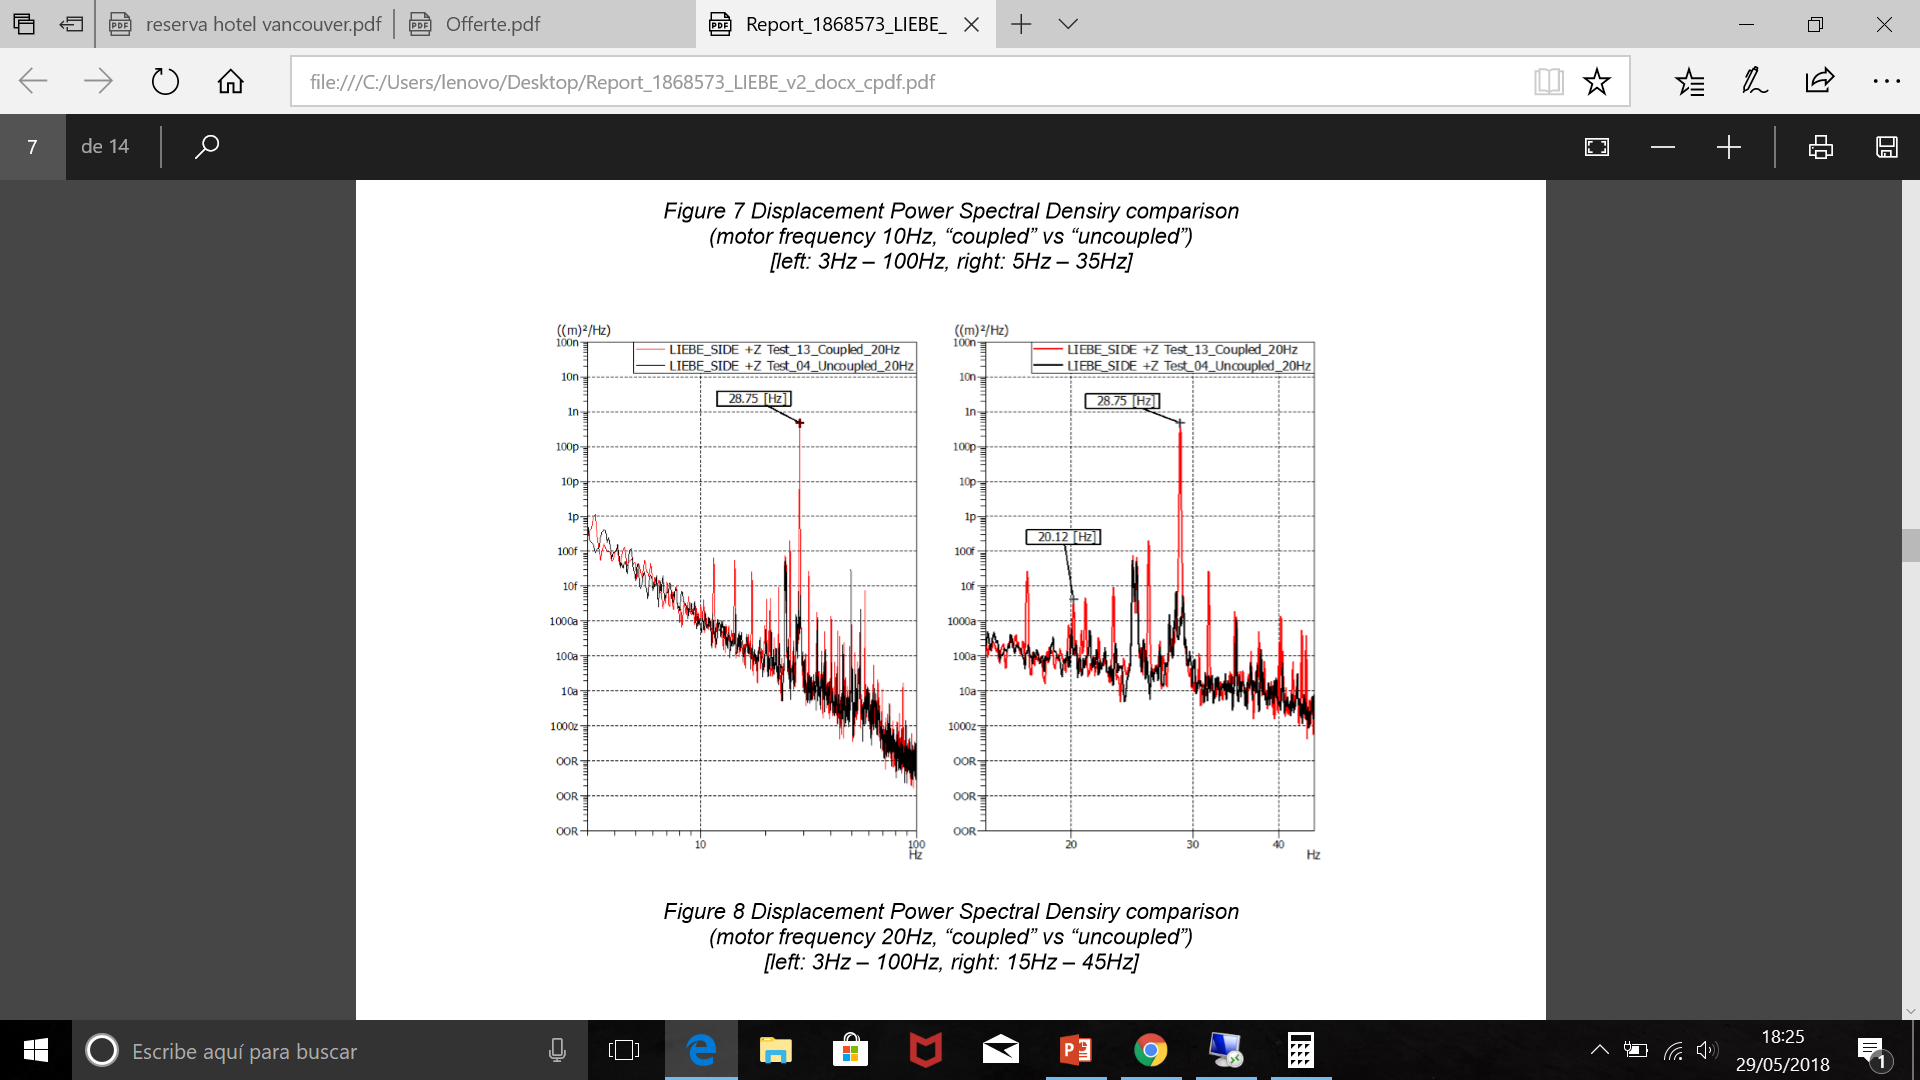 reserva hotel vancouver.pdf
Offerte.pdf
Report_1868573_LIEBE_
file:///C:/Users/lenovo/Desktop/Report_1868573_LIEBE_v2_docx_cpdf.pdf
7 de 14
Figure 7 Displacement Power Spectral Densiry comparison
(motor frequency 10Hz, “coupled” vs “uncoupled”)
[left: 3Hz – 100Hz, right: 5Hz – 35Hz]
((m)²/Hz)
LIEBE_SIDE +Z Test_13_Coupled_20Hz
LIEBE_SIDE +Z Test_04_Uncoupled_20Hz
28.75 [Hz]
100n
10n
1n
100p
10p
1p
100f
10f
1000a
100a
10a
1000z
OOR
OOR
OOR
10
100
Hz
((m)²/Hz)
LIEBE_SIDE +Z Test_13_Coupled_20Hz
LIEBE_SIDE +Z Test_04_Uncoupled_20Hz
28.75 [Hz]
20.12 [Hz]
100n
10n
1n
100p
10p
1p
100f
10f
1000a
100a
10a
1000z
OOR
OOR
OOR
20
30
40
Hz
Figure 8 Displacement Power Spectral Densiry comparison
(motor frequency 20Hz, “coupled” vs “uncoupled”)
[left: 3Hz – 100Hz, right: 15Hz – 45Hz]
Escribe aquí para buscar
18:25
29/05/2018
1